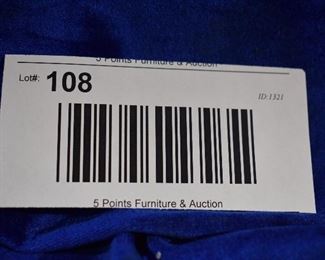 5 Points Furniture & Auction
Lot#: 108
ID:1321
5 Points Furniture & Auction